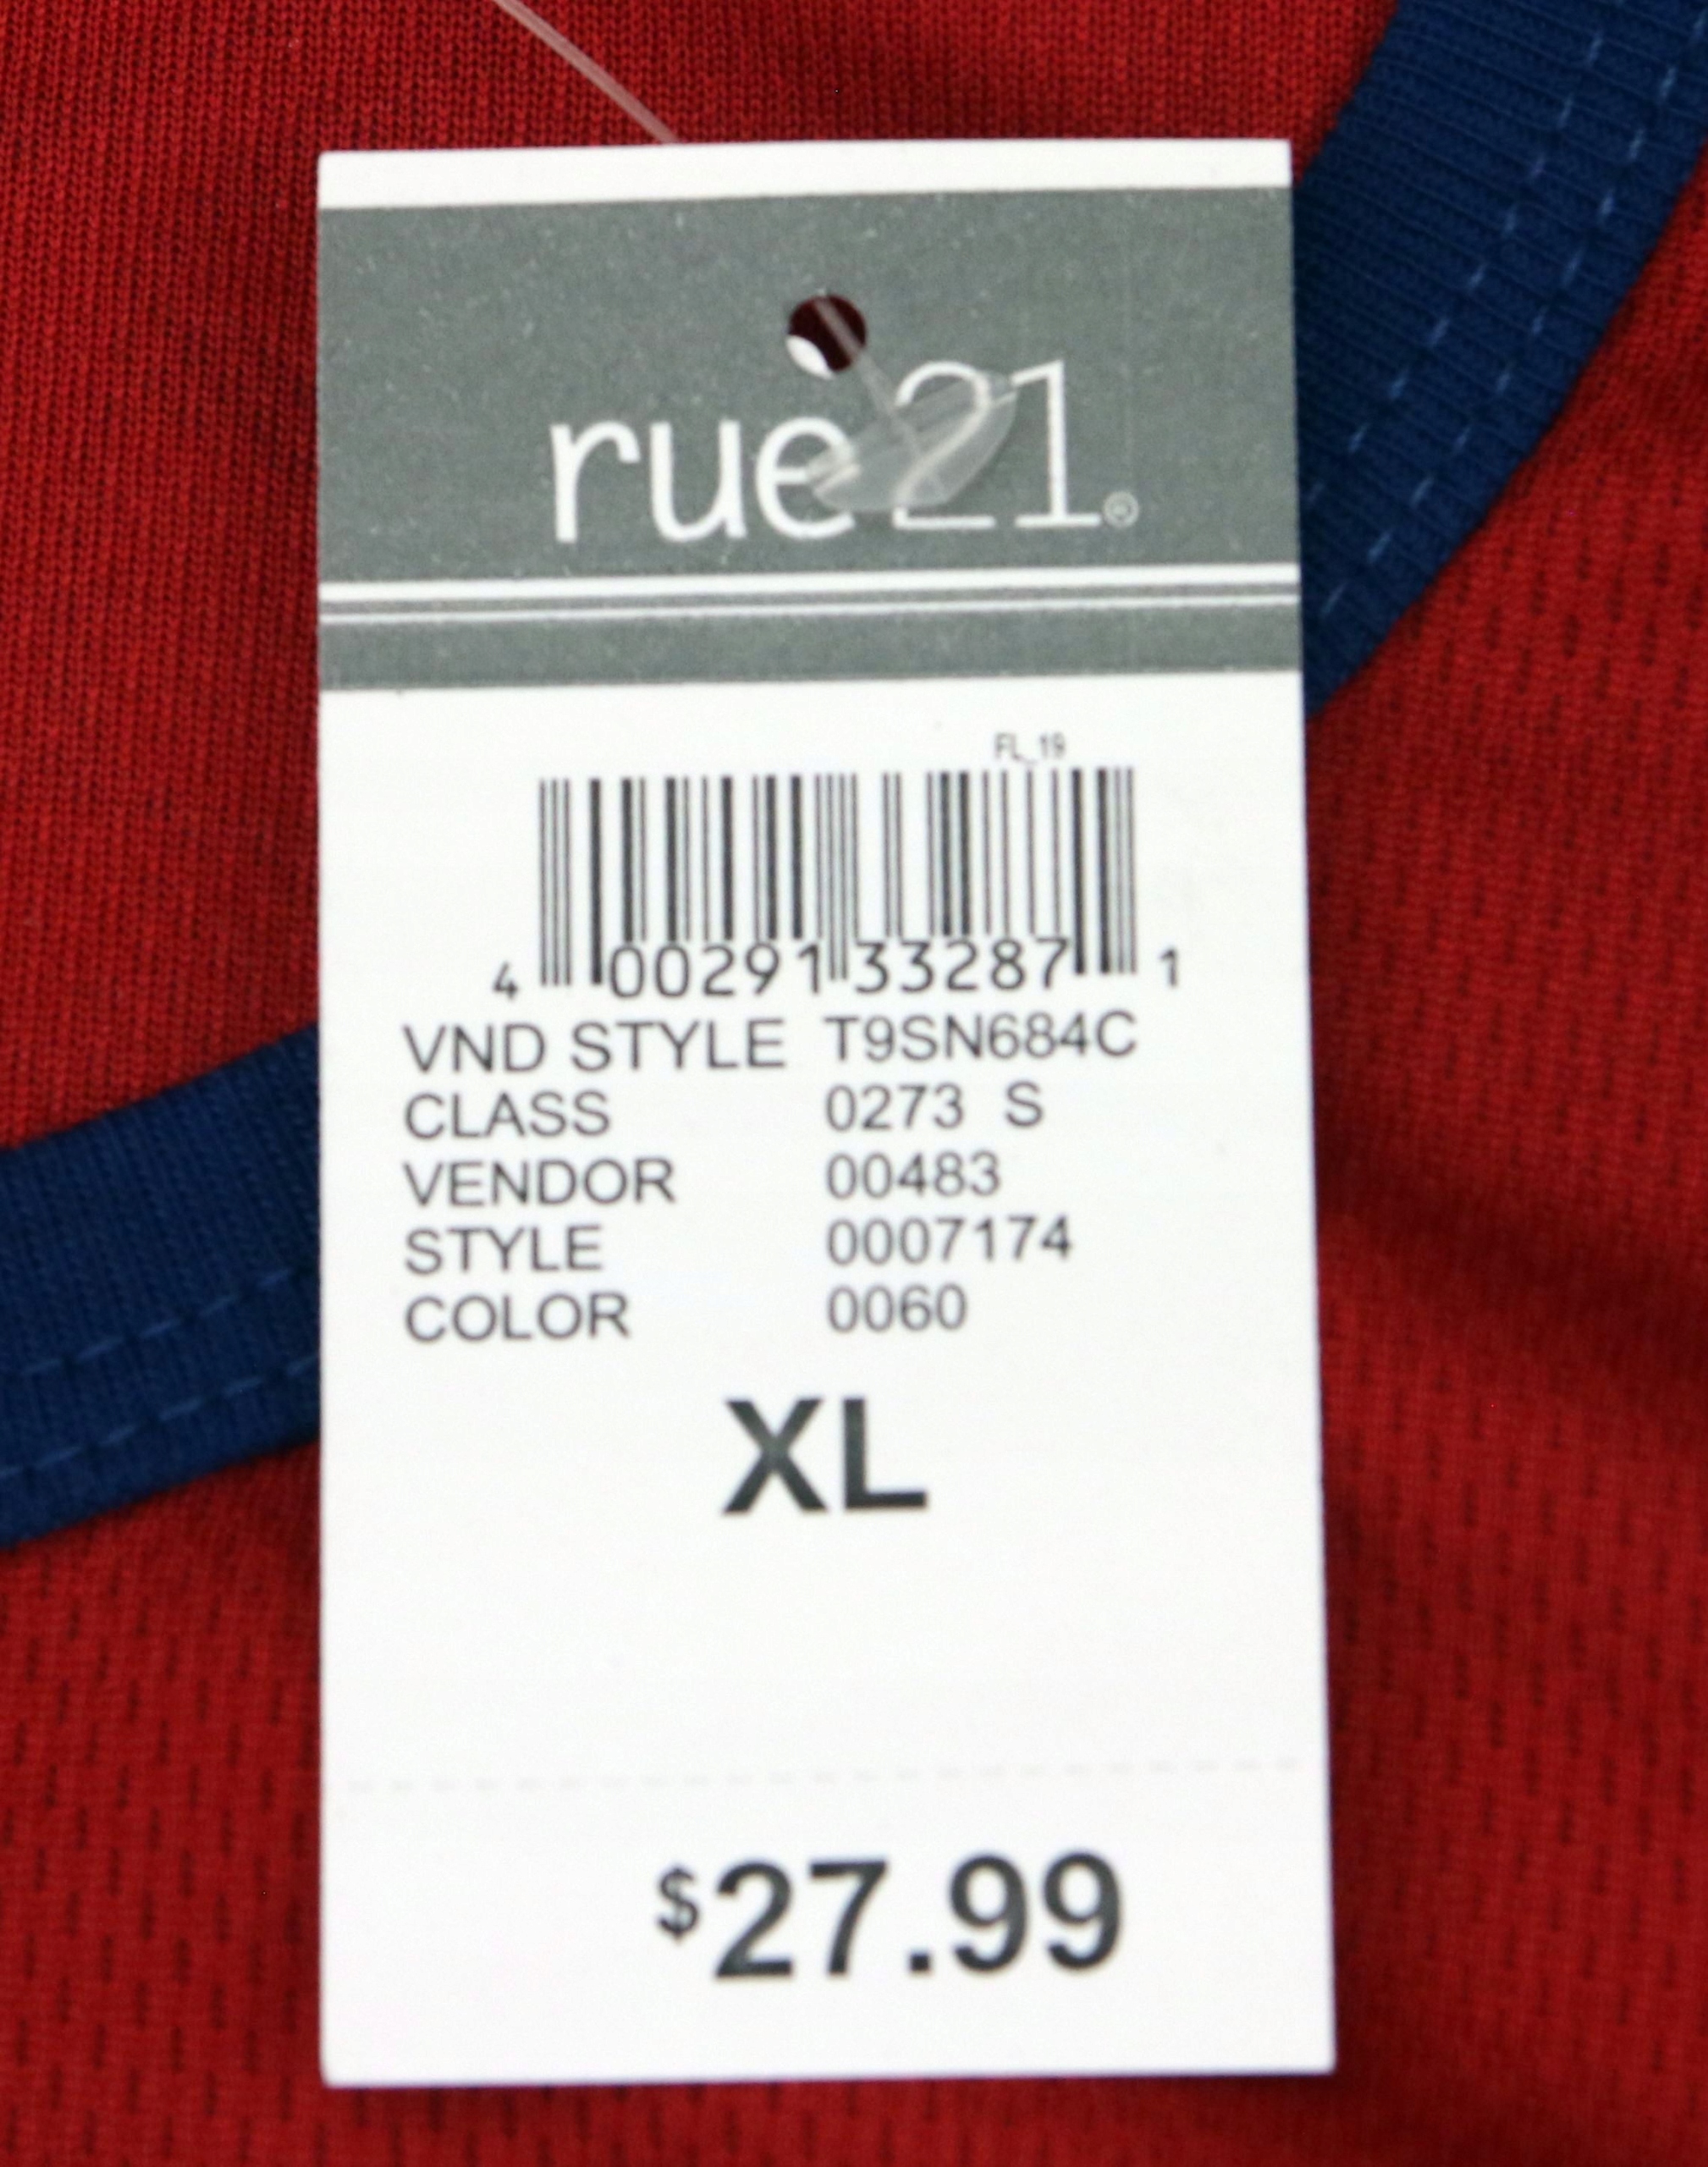 rue21®
FL_19
4 00291 33287 1
VND STYLE T9SN684C
CLASS 0273 S
VENDOR 00483
STYLE 0007174
COLOR 0060
XL
$27.99